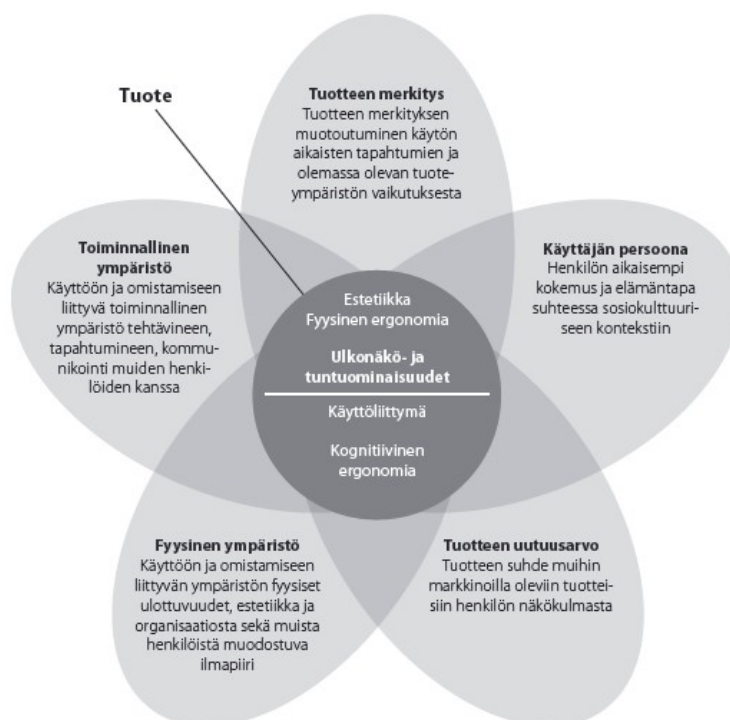 Tuote
Tuotteen merkitys
Tuotteen merkityksen
muotoutuminen käytön
aikaisten tapahtumien ja
olemassa olevan tuote-
ympäristön vaikutuksesta
Toiminnallinen
ympäristö
Käyttöön ja omistamiseen
liittyvä toiminnallinen
ympäristö tehtävineen,
tapahtumineen, kommu-
nikointi muiden henki-
löiden kanssa
Käyttäjän persoona
Henkilön aikaisempi
kokemus ja elämäntapa
suhteessa sosiokulttuuri-
seen kontekstiin
Estetiikka
Fyysinen ergonomia
Ulkonäkö- ja
tuntuominaisuudet
Käyttöliittymä
Kognitiivinen
ergonomia
Fyysinen ympäristö
Käyttöön ja omistamiseen
liittyvän ympäristön fyysiset
ulottuvuudet, estetiikka ja
organisaatiosta sekä muista
henkilöistä muodostuva
ilmapiiri
Tuotteen uutuusarvo
Tuotteen suhde muihin
markkinoilla oleviin tuottei-
siin henkilön näkökulmasta